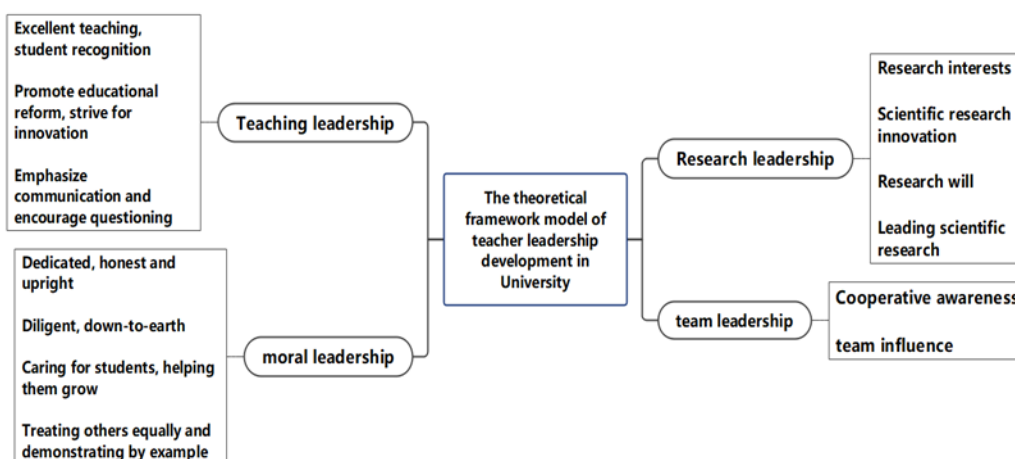 Excellent teaching,
student recognition
Promote educational
reform, strive for
innovation
Emphasize
communication and
encourage questioning
Teaching leadership
Dedicated, honest and
upright
Diligent, down-to-earth
Caring for students, helping
them grow
Treating others equally and
demonstrating by example
moral leadership
The theoretical
framework model of
teacher leadership
development in
University
Research leadership
Research interests
Scientific research
innovation
Research will
Leading scientific
research
team leadership
Cooperative awareness
team influence